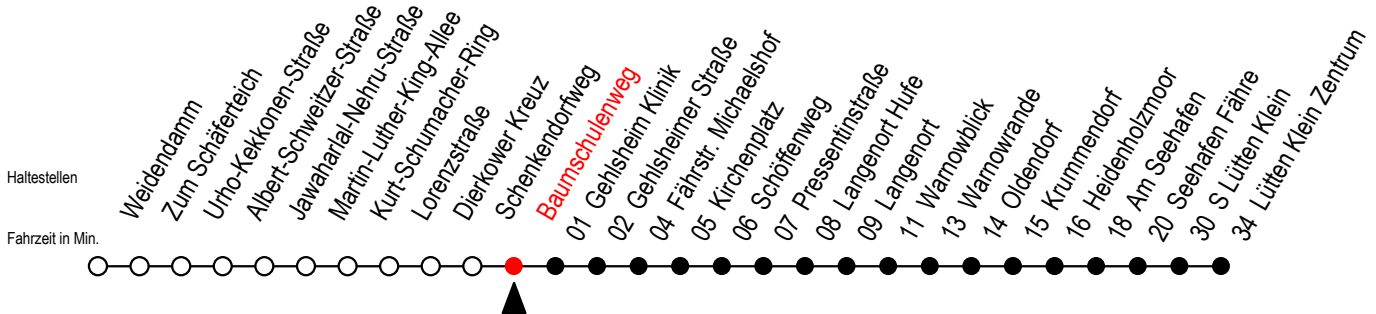 Haltestellen
Fahrzeit in Min.
Weidendamm
Zum Schäferteich
Urho-Kekkonen-Straße
Albert-Schweitzer-Straße
Jawaharlal-Nehru-Straße
Martin-Luther-King-Allee
Kurt-Schumacher-Ring
Lorenzstraße
Dierkower Kreuz
Schenkendorfweg
Baumschulenweg
01 Gehlsheim Klinik
02 Gehlsheimer Straße
04 Fährstr. Michaelshof
05 Kirchenplatz
06 Schöffenweg
07 Pressentinstraße
08 Langenort Hufe
09 Langenort
11 Warnowblick
13 Warnowrande
14 Oldendorf
15 Krummendorf
16 Heidenholzmoor
18 Am Seehafen
20 Seehafen Fähre
30 S Lütten Klein
34 Lütten Klein Zentrum